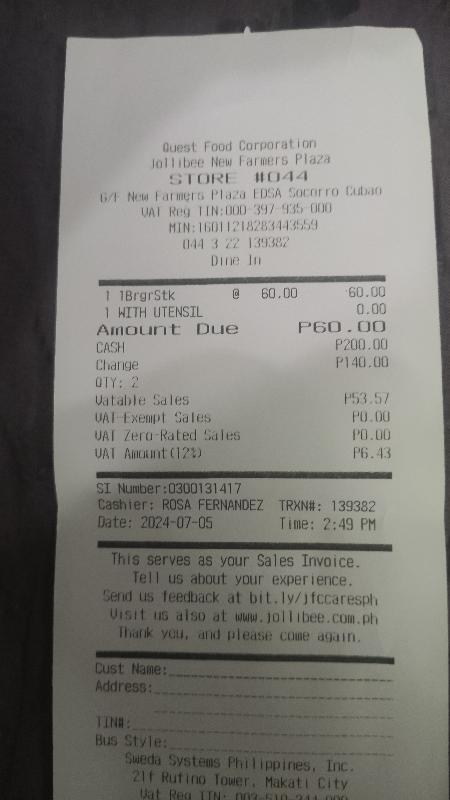 Quest Food Corporation
Jollibee New Farmers Plaza
STORE #044
G/F New Farmers Plaza EDSA Socorro Cubao
VAT Reg TIN:000-397-935-000
MIN:16011218283443559
044 3 22 139382
Dine In
1 1BrgrStk @ 60.00 60.00
1 WITH UTENSIL 0.00
Amount Due P60.00
CASH P200.00
Change P140.00
QTY: 2
Vatable Sales P53.57
VAT-Exempt Sales P0.00
VAT Zero-Rated Sales P0.00
VAT Amount(12%) P6.43
SI Number:0300131417
Cashier: ROSA FERNANDEZ TRXN#: 139382
Date: 2024-07-05 Time: 2:49 PM
This serves as your Sales Invoice.
Tell us about your experience.
Send us feedback at bit.ly/jfccaresph
Visit us also at www.jollibee.com.ph
Thank you, and please come again.
Cust Name:
Address:
TIN#:
Bus Style:
Sweda Systems Philippines, Inc.
21f Rufino Tower, Makati City
Vat Reg TIN: